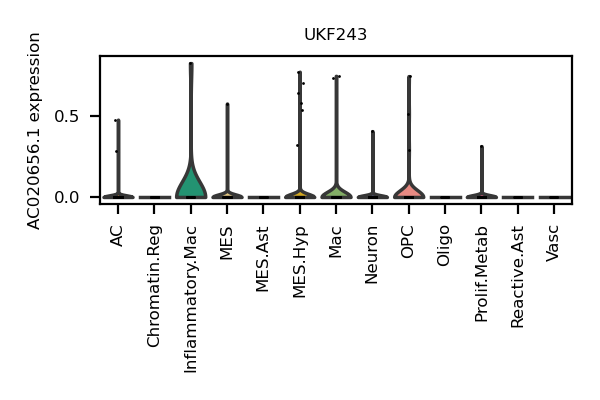 UKF243
AC020656.1 expression
0.5
0.0
AC
Chromatin.Reg
Inflammatory.Mac
MES
MES.Ast
MES.Hyp
Mac
Neuron
OPC
Oligo
Prolif.Metab
Reactive.Ast
Vasc